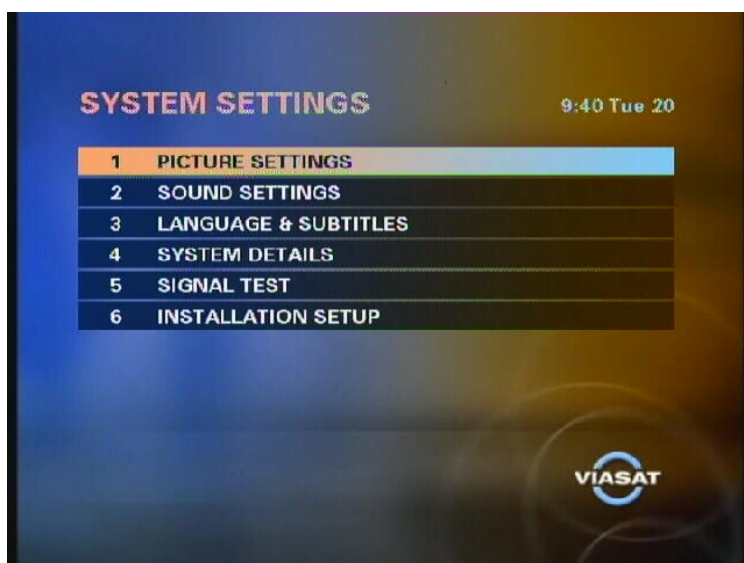 SYSTEM SETTINGS
9:40 Tue 20
1 PICTURE SETTINGS
2 SOUND SETTINGS
3 LANGUAGE & SUBTITLES
4 SYSTEM DETAILS
5 SIGNAL TEST
6 INSTALLATION SETUP
VIASAT